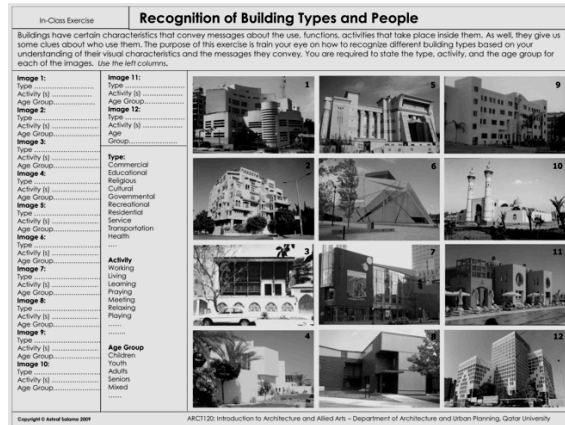 In-Class Exercise
Recognition of Building Types and People
Buildings have certain characteristics that convey messages about the use, functions, activities that take place inside them. As well, they give us
some clues about who use them. The purpose of this exercise is train your eye on how to recognize different building types based on your
understanding of their visual characteristics and the messages they convey. You are required to state the type, activity, and the age group for
each of the images. Use the left columns.
Image 1:
Type ........................
Activity (s) ...................
Age Group................
Image 2:
Type ........................
Activity (s) ...................
Age Group................
Image 3:
Type ........................
Activity (s) ...................
Age Group................
Image 4:
Type ........................
Activity (s) ...................
Age Group................
Image 5:
Type ........................
Activity (s) ...................
Age Group................
Image 6:
Type ........................
Activity (s) ...................
Age Group................
Image 7:
Type ........................
Activity (s) ...................
Age Group................
Image 8:
Type ........................
Activity (s) ...................
Age Group................
Image 9:
Type ........................
Activity (s) ...................
Age Group................
Image 10:
Type ........................
Activity (s) ...................
Age Group................
Image 11:
Type ........................
Activity (s) ...................
Age Group................
Image 12:
Type ........................
Activity (s) ...................
Age
Group................
Type:
Commercial
Educational
Religious
Cultural
Governmental
Recreational
Residential
Service
Transportation
Health
....
Activity
Working
Living
Learning
Praying
Meeting
Relaxing
Playing
......
........
Age Group
Children
Youth
Adults
Seniors
Mixed
......
1
5
9
2
6
10
3
7
11
4
8
12
Copyright © Ashraf Salama 2009
ARCT120: Introduction to Architecture and Allied Arts – Department of Architecture and Urban Planning, Qatar University